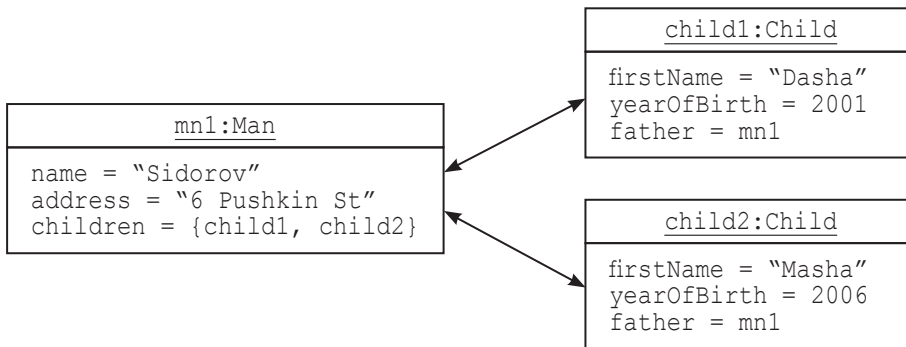 mn1:Man
name = “Sidorov”
address = “6 Pushkin St”
children = {child1, child2}
child1:Child
firstName = “Dasha”
yearOfBirth = 2001
father = mn1
child2:Child
firstName = “Masha”
yearOfBirth = 2006
father = mn1